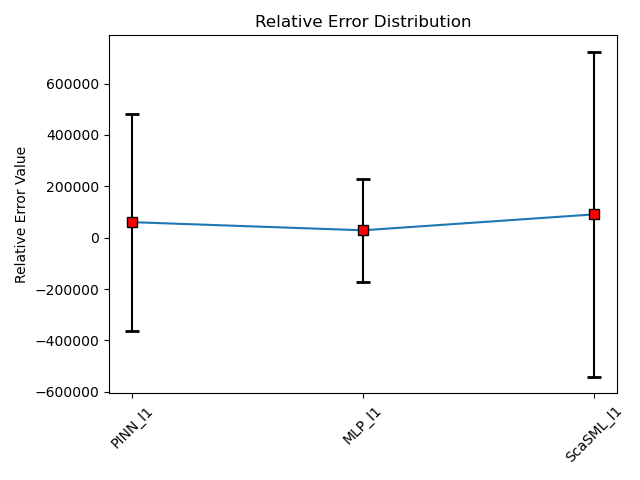 Relative Error Distribution
Relative Error Value
600000
400000
200000
0
−200000
−400000
−600000
PINN_l1
MLP_l1
ScaSML_l1